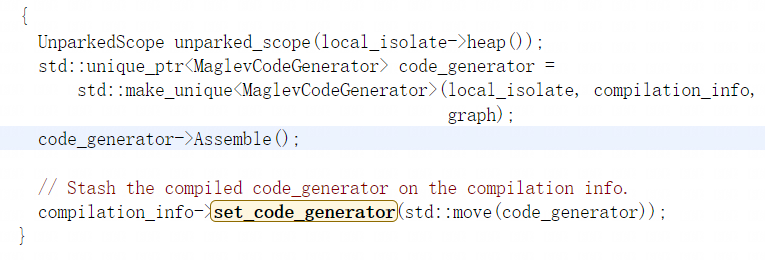 {
  UnparkedScope unparked_scope(local_isolate->heap());
  std::unique_ptr<MaglevCodeGenerator> code_generator =
      std::make_unique<MaglevCodeGenerator>(local_isolate, compilation_info,
                                            graph);
  code_generator->Assemble();
  // Stash the compiled code_generator on the compilation info.
  compilation_info->set_code_generator(std::move(code_generator));
}